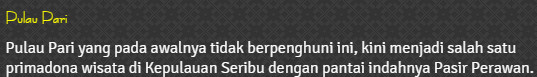 Pulau Pari
Pulau Pari yang pada awalnya tidak berpenghuni ini, kini menjadi salah satu
primadona wisata di Kepulauan Seribu dengan pantai indahnya Pasir Perawan.